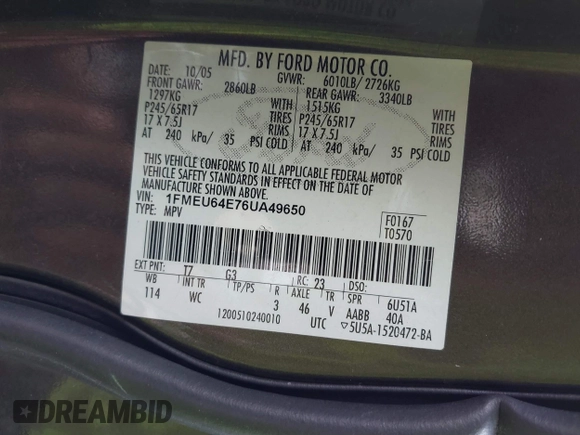 MFD. BY FORD MOTOR CO.
DATE: 10/05 GVWR: 6010LB/ 2726KG
FRONT GAWR: 2860LB REAR GAWR: 3340LB
1297KG 1515KG
P245/65R17 TIRES P245/65R17 TIRES
17 X 7.5J RIMS 17 X 7.5J RIMS
AT 240 kPa/ 35 PSI COLD AT 240 kPa/ 35 PSI COLD
THIS VEHICLE CONFORMS TO ALL APPLICABLE FEDERAL MOTOR
VEHICLE SAFETY STANDARDS IN EFFECT ON THE DATE OF
MANUFACTURE SHOWN ABOVE.
VIN: 1FMEU64E76UA49650
TYPE: MPV
F0167
T0570
EXT PNT: T7 G3 RC: 23 DSO:
WB INT TR TP/PS R AXLE TR SPR 6U51A
114 WC 3 46 V AABB 40A
1200510240010 UTC 5U5A-1520472-BA
Ford
DREAMBID